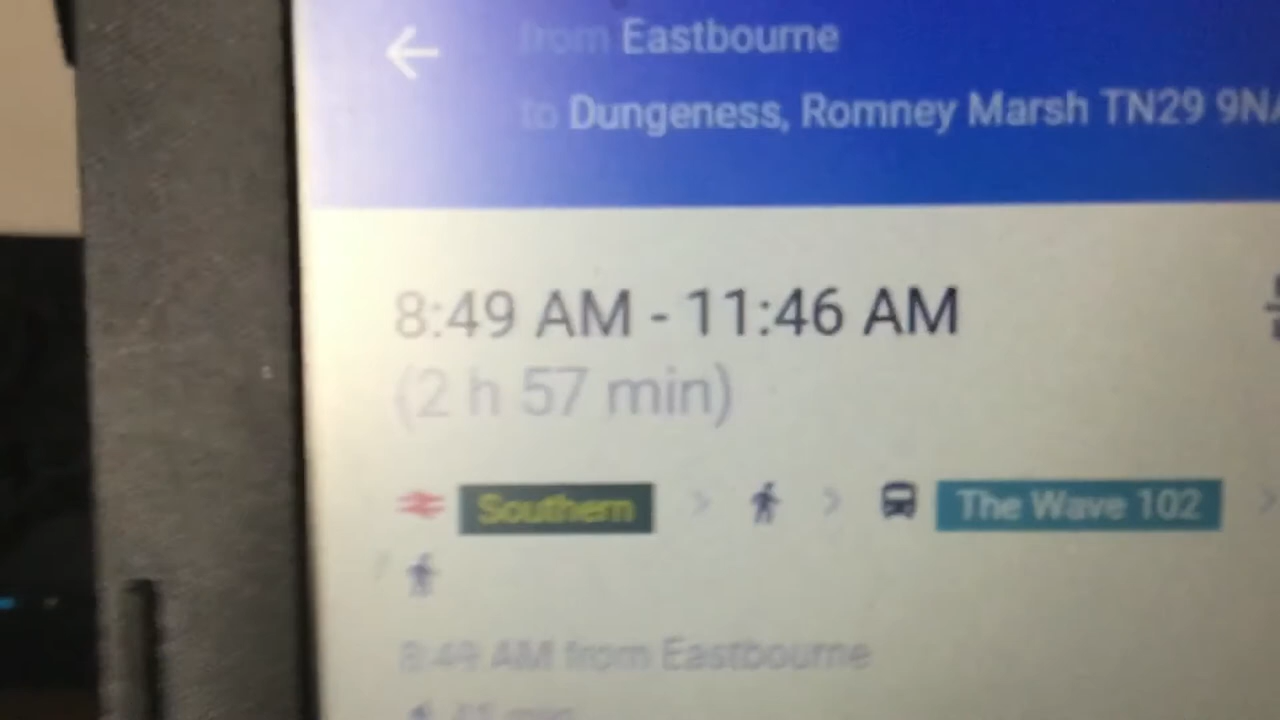 from Eastbourne
to Dungeness, Romney Marsh TN29 9N
8:49 AM - 11:46 AM
(2 h 57 min)
Southern > > The Wave 102 >
8:49 AM from Eastbourne
min